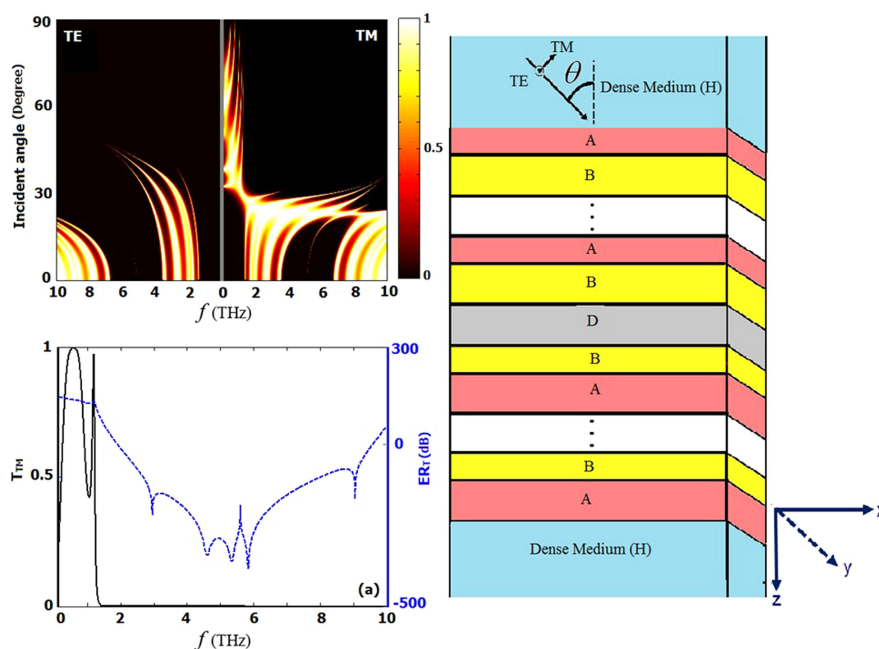 90
60
30
0
Incident angle (Degree)
TE
TM
10 8 6 4 2 0 2 4 6 8 10
f (THz)
1
0.5
0
1
0.5
0
T_TM
300
0
-500
ER_T (dB)
(a)
0 2 4 6 8 10
f (THz)
TM
TE
θ
Dense Medium (H)
A
B
A
B
D
B
A
B
A
Dense Medium (H)
x
y
z